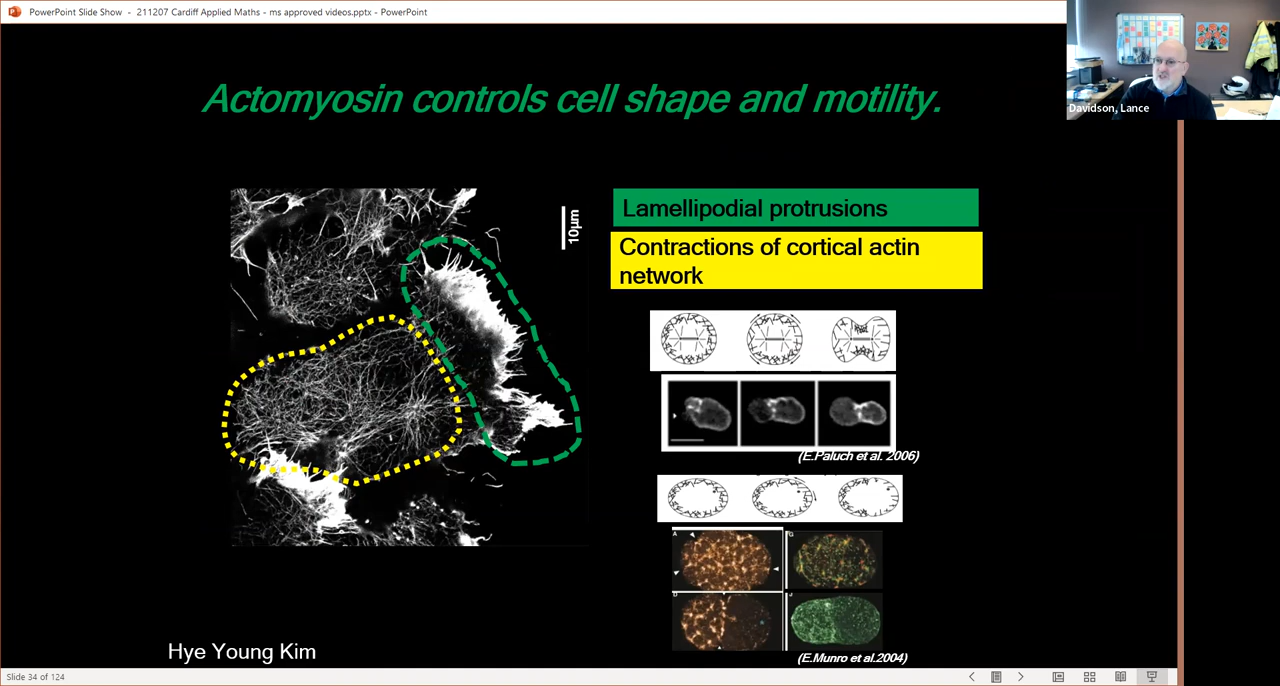 PowerPoint Slide Show - 211207 Cardiff Applied Maths - ms approved videos.pptx - PowerPoint
Davidson, Lance
Actomyosin controls cell shape and motility.
10μm
Lamellipodial protrusions
Contractions of cortical actin
network
(E.Paluch et al. 2006)
A
G
D
J
(E.Munro et al.2004)
Hye Young Kim
Slide 34 of 124